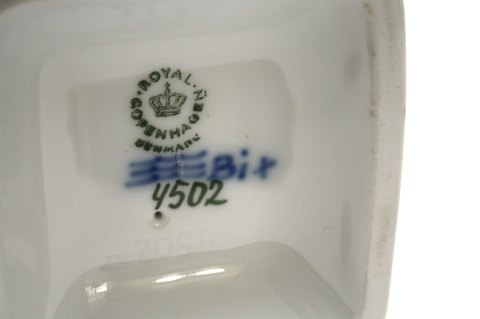 ROYAL
COPENHAGEN
DENMARK
Bi+
4502